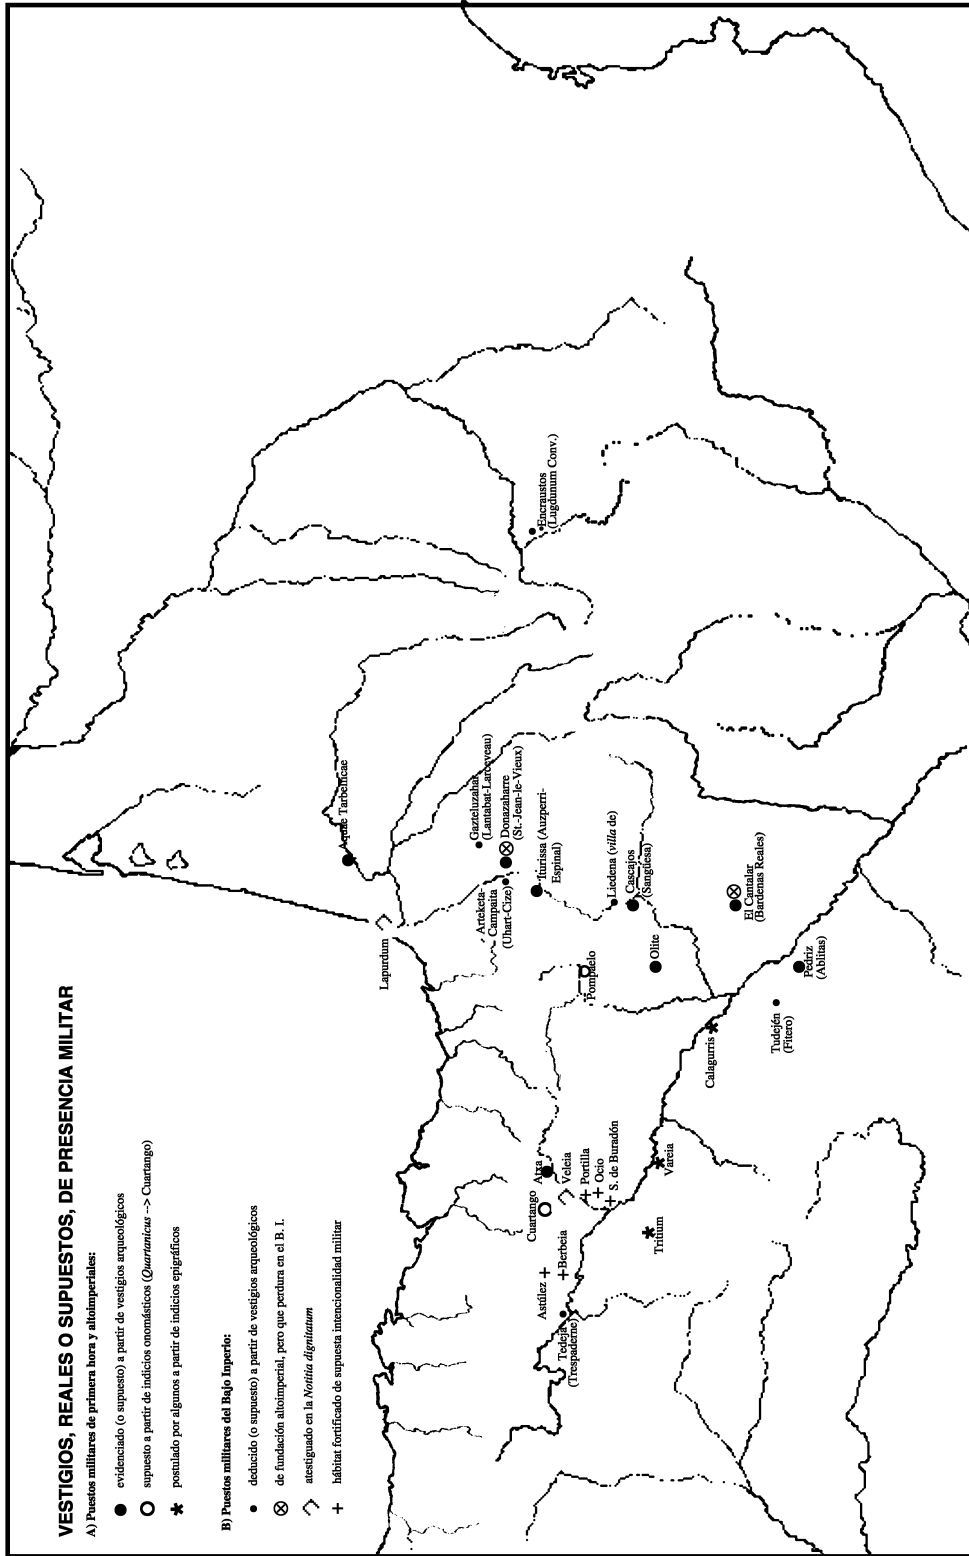 VESTIGIOS, REALES O SUPUESTOS, DE PRESENCIA MILITAR
A) Puestos militares de primera hora y altoimperiales:
evidenciado (o supuesto) a partir de vestigios arqueológicos
supuesto a partir de indicios onomásticos (Quartanicus --> Cuartango)
postulado por algunos a partir de indicios epigráficos
B) Puestos militares del Bajo Inperio:
deducido (o supuesto) a partir de vestigios arqueológicos
de fundación altoimperial, pero que perdura en el B. I.
atestiguado en la Notitia dignitatum
hábitat fortificado de supuesta intencionalidad militar
Aquae Tarbellicae
Lapurdum
Gazteluzahar
(Lantabat-Larceveau)
Donazaharre
(St.-Jean-le-Vieux)
Arteketa-
Campaita
(Uhart-Cize)
Iturissa (Auzperri-
Espinal)
Encraustos
(Lugdunum Conv.)
Liedena (villa de)
Cascajos
(Sangüesa)
El Cantalar
(Bardenas Reales)
Pompaelo
Olite
Pedriz
(Ablitas)
Tudején
(Fitero)
Calagurris
Atxa
Cuartango
Veleia
Portilla
Ocio
S. de Buradón
Vareia
Tritium
Astúlez
Berbeia
Tedeja
(Trespaderne)